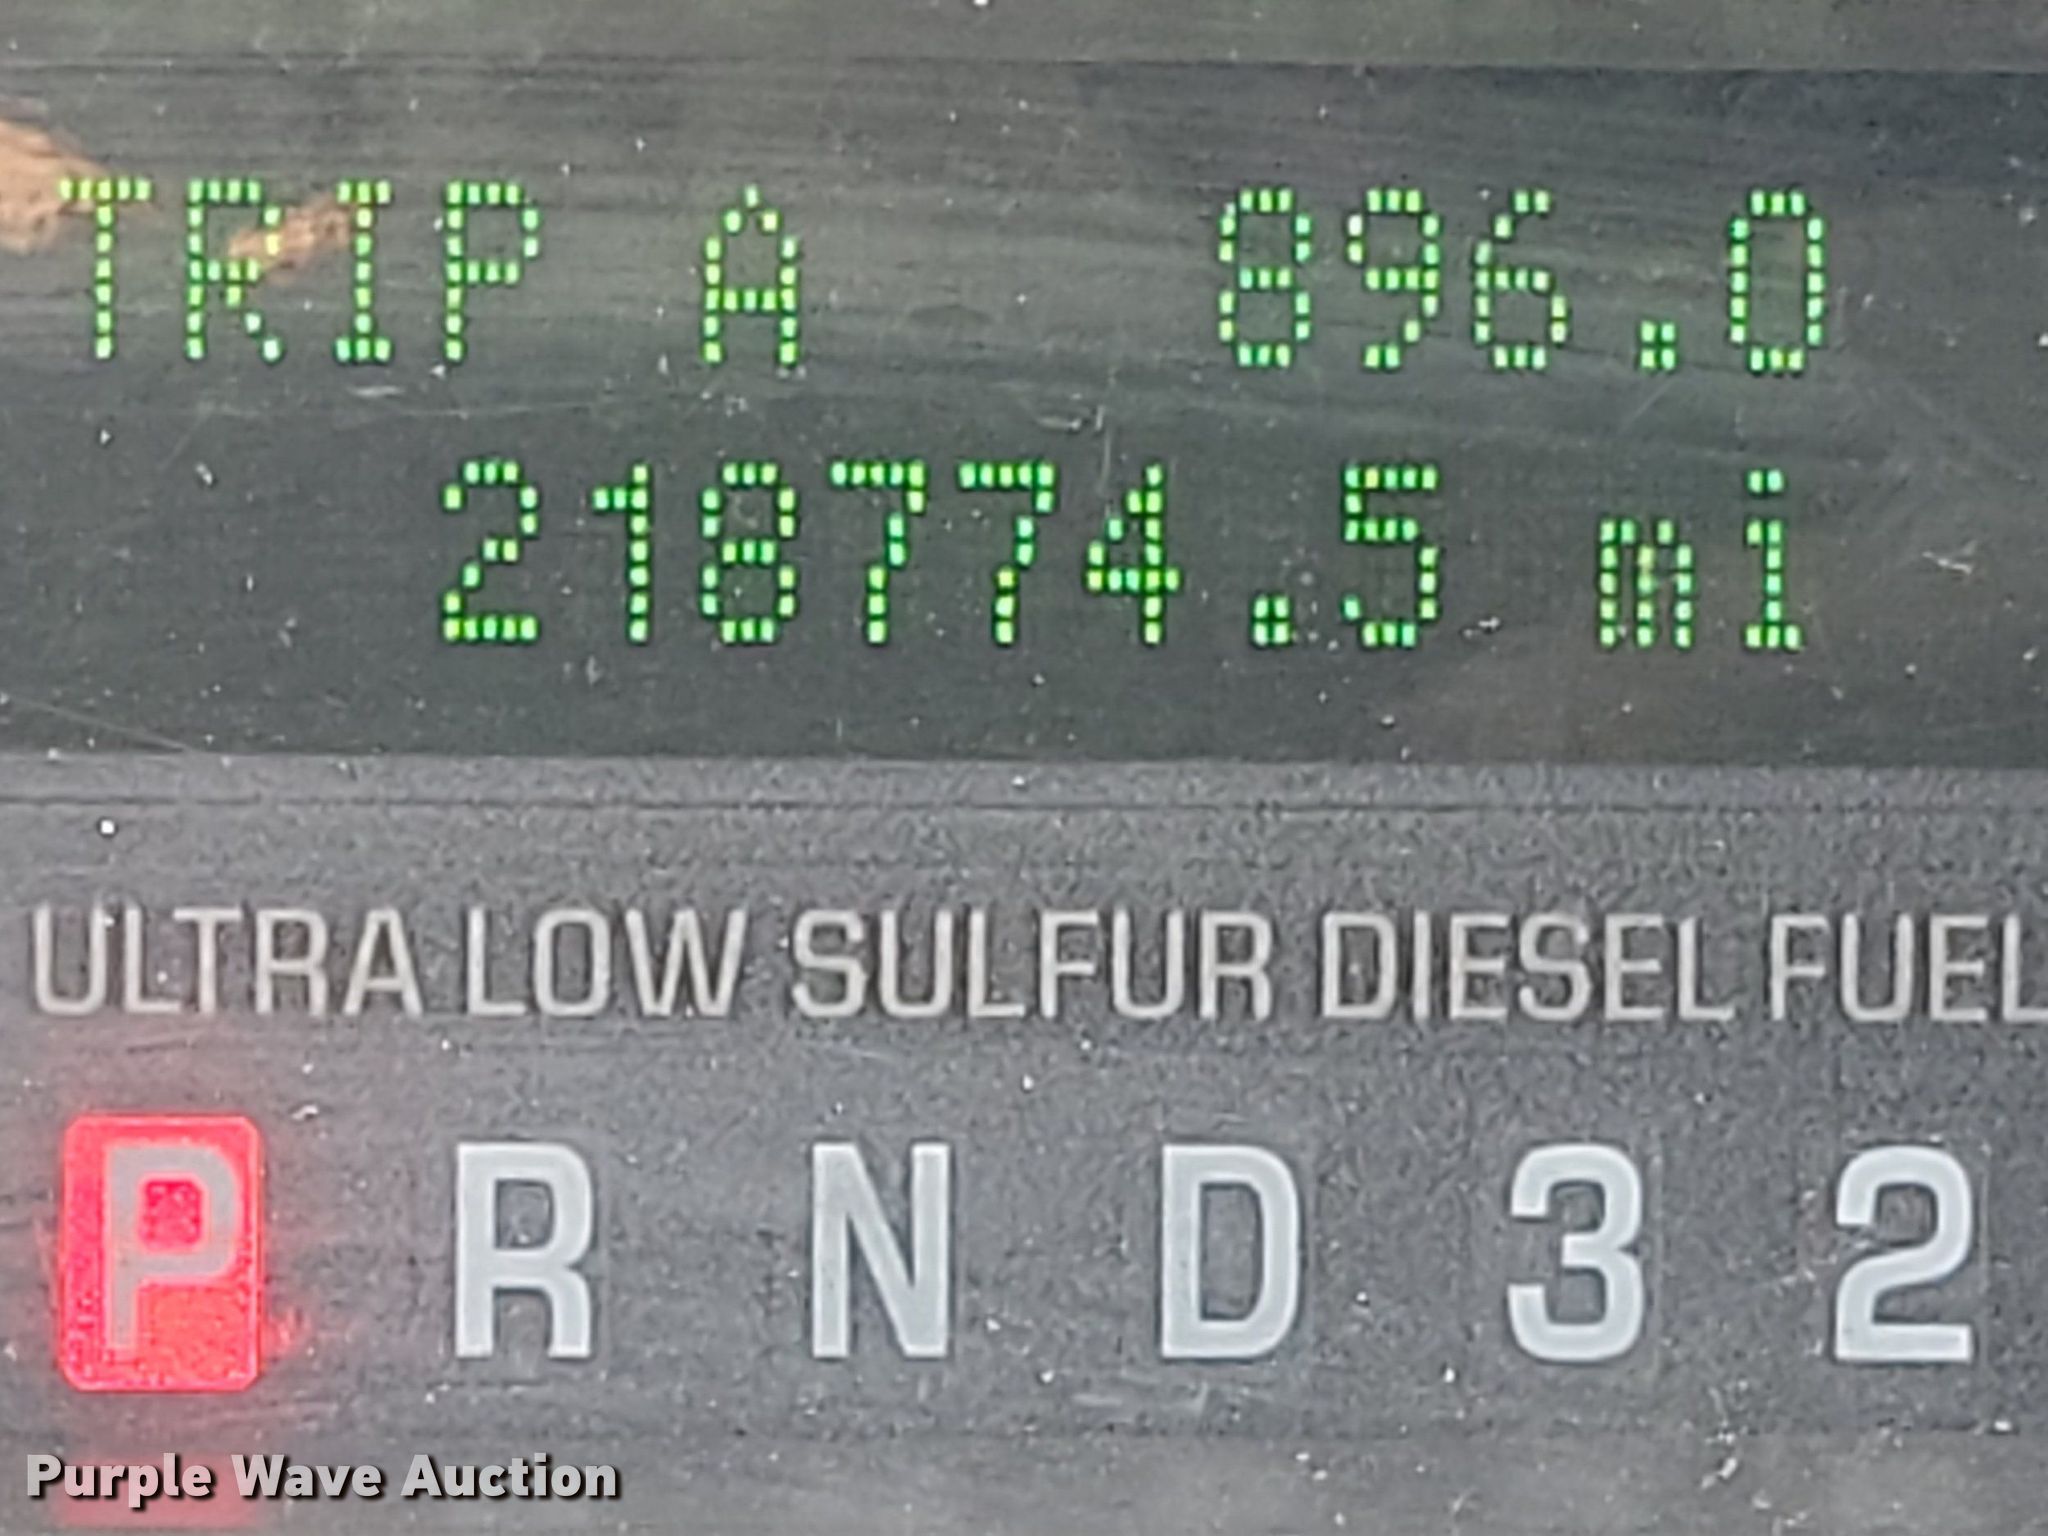 TRIP A 896.0
218774.5 mi
ULTRA LOW SULFUR DIESEL FUEL
P R N D 3 2
Purple Wave Auction